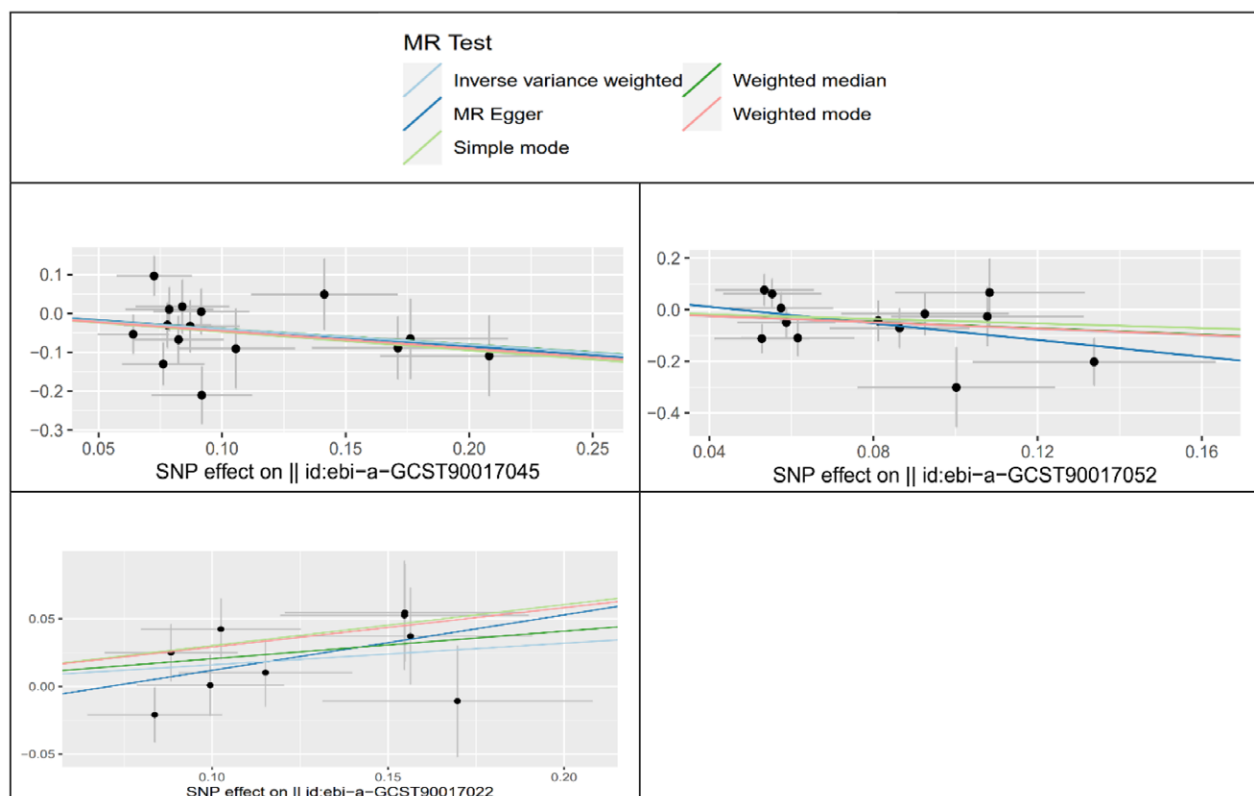 MR Test
Inverse variance weighted
Weighted median
MR Egger
Weighted mode
Simple mode
0.1
0.0
−0.1
−0.2
−0.3
0.05
0.10
0.15
0.20
0.25
SNP effect on || id:ebi−a−GCST90017045
0.2
0.0
−0.2
−0.4
0.04
0.08
0.12
0.16
SNP effect on || id:ebi−a−GCST90017052
0.05
0.00
−0.05
0.10
0.15
0.20
SNP effect on || id:ebi−a−GCST90017022